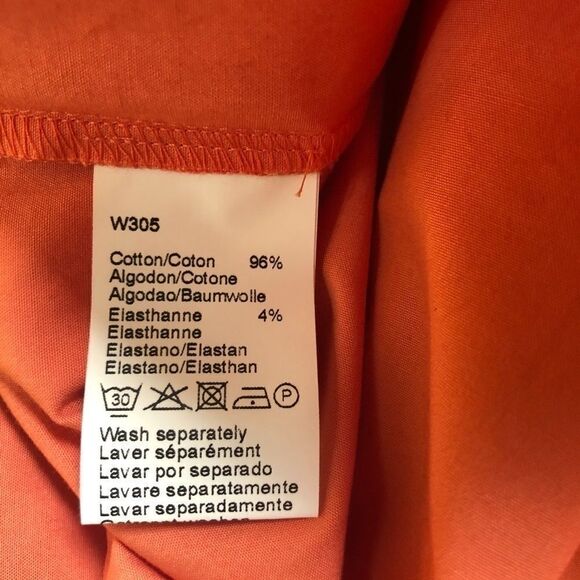 W305
Cotton/Coton 96%
Algodon/Cotone
Algodao/Baumwolle
Elasthanne 4%
Elasthanne
Elastano/Elastan
Elastano/Elasthan
30 P
Wash separately
Laver séparément
Lavar por separado
Lavare separatamente
Lavar separadamente